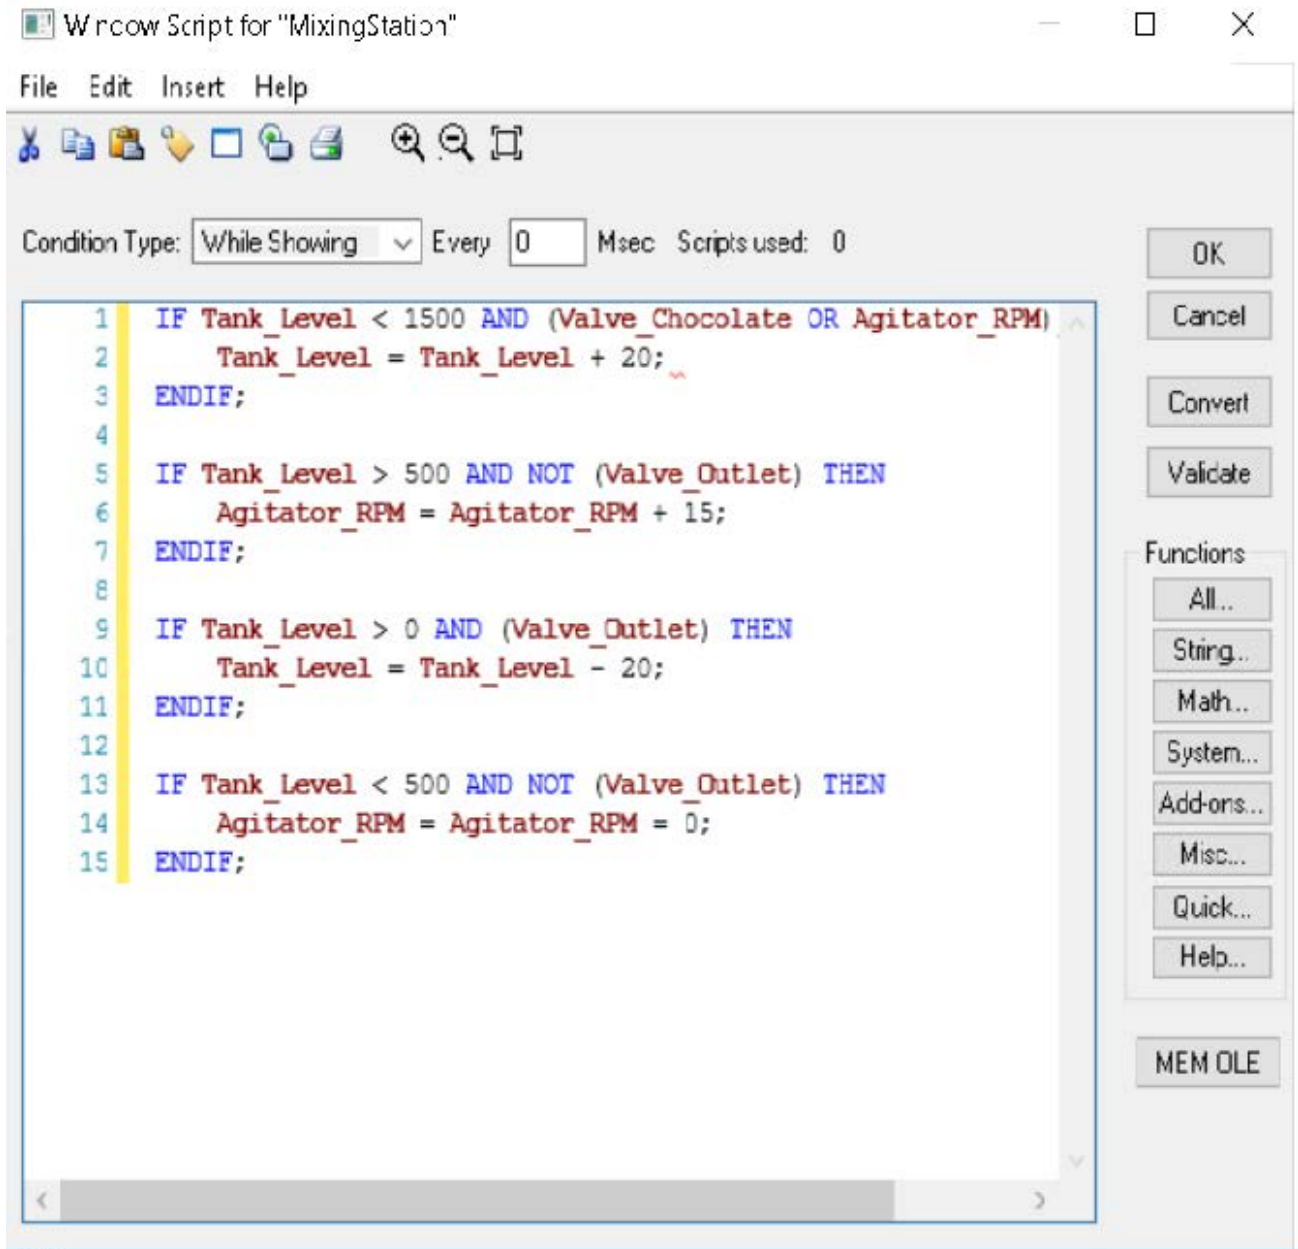 Window Script for "MixingStation"
File Edit Insert Help
Condition Type: While Showing Every 0 Msec Scripts used: 0
OK
Cancel
Convert
Validate
1 IF Tank_Level < 1500 AND (Valve_Chocolate OR Agitator_RPM)
2 Tank_Level = Tank_Level + 20;
3 ENDIF;
4
5 IF Tank_Level > 500 AND NOT (Valve_Outlet) THEN
6 Agitator_RPM = Agitator_RPM + 15;
7 ENDIF;
8
9 IF Tank_Level > 0 AND (Valve_Outlet) THEN
10 Tank_Level = Tank_Level - 20;
11 ENDIF;
12
13 IF Tank_Level < 500 AND NOT (Valve_Outlet) THEN
14 Agitator_RPM = Agitator_RPM = 0;
15 ENDIF;
Functions
All...
String...
Math...
System...
Add-ons...
Misc...
Quick...
Help...
MEM OLE